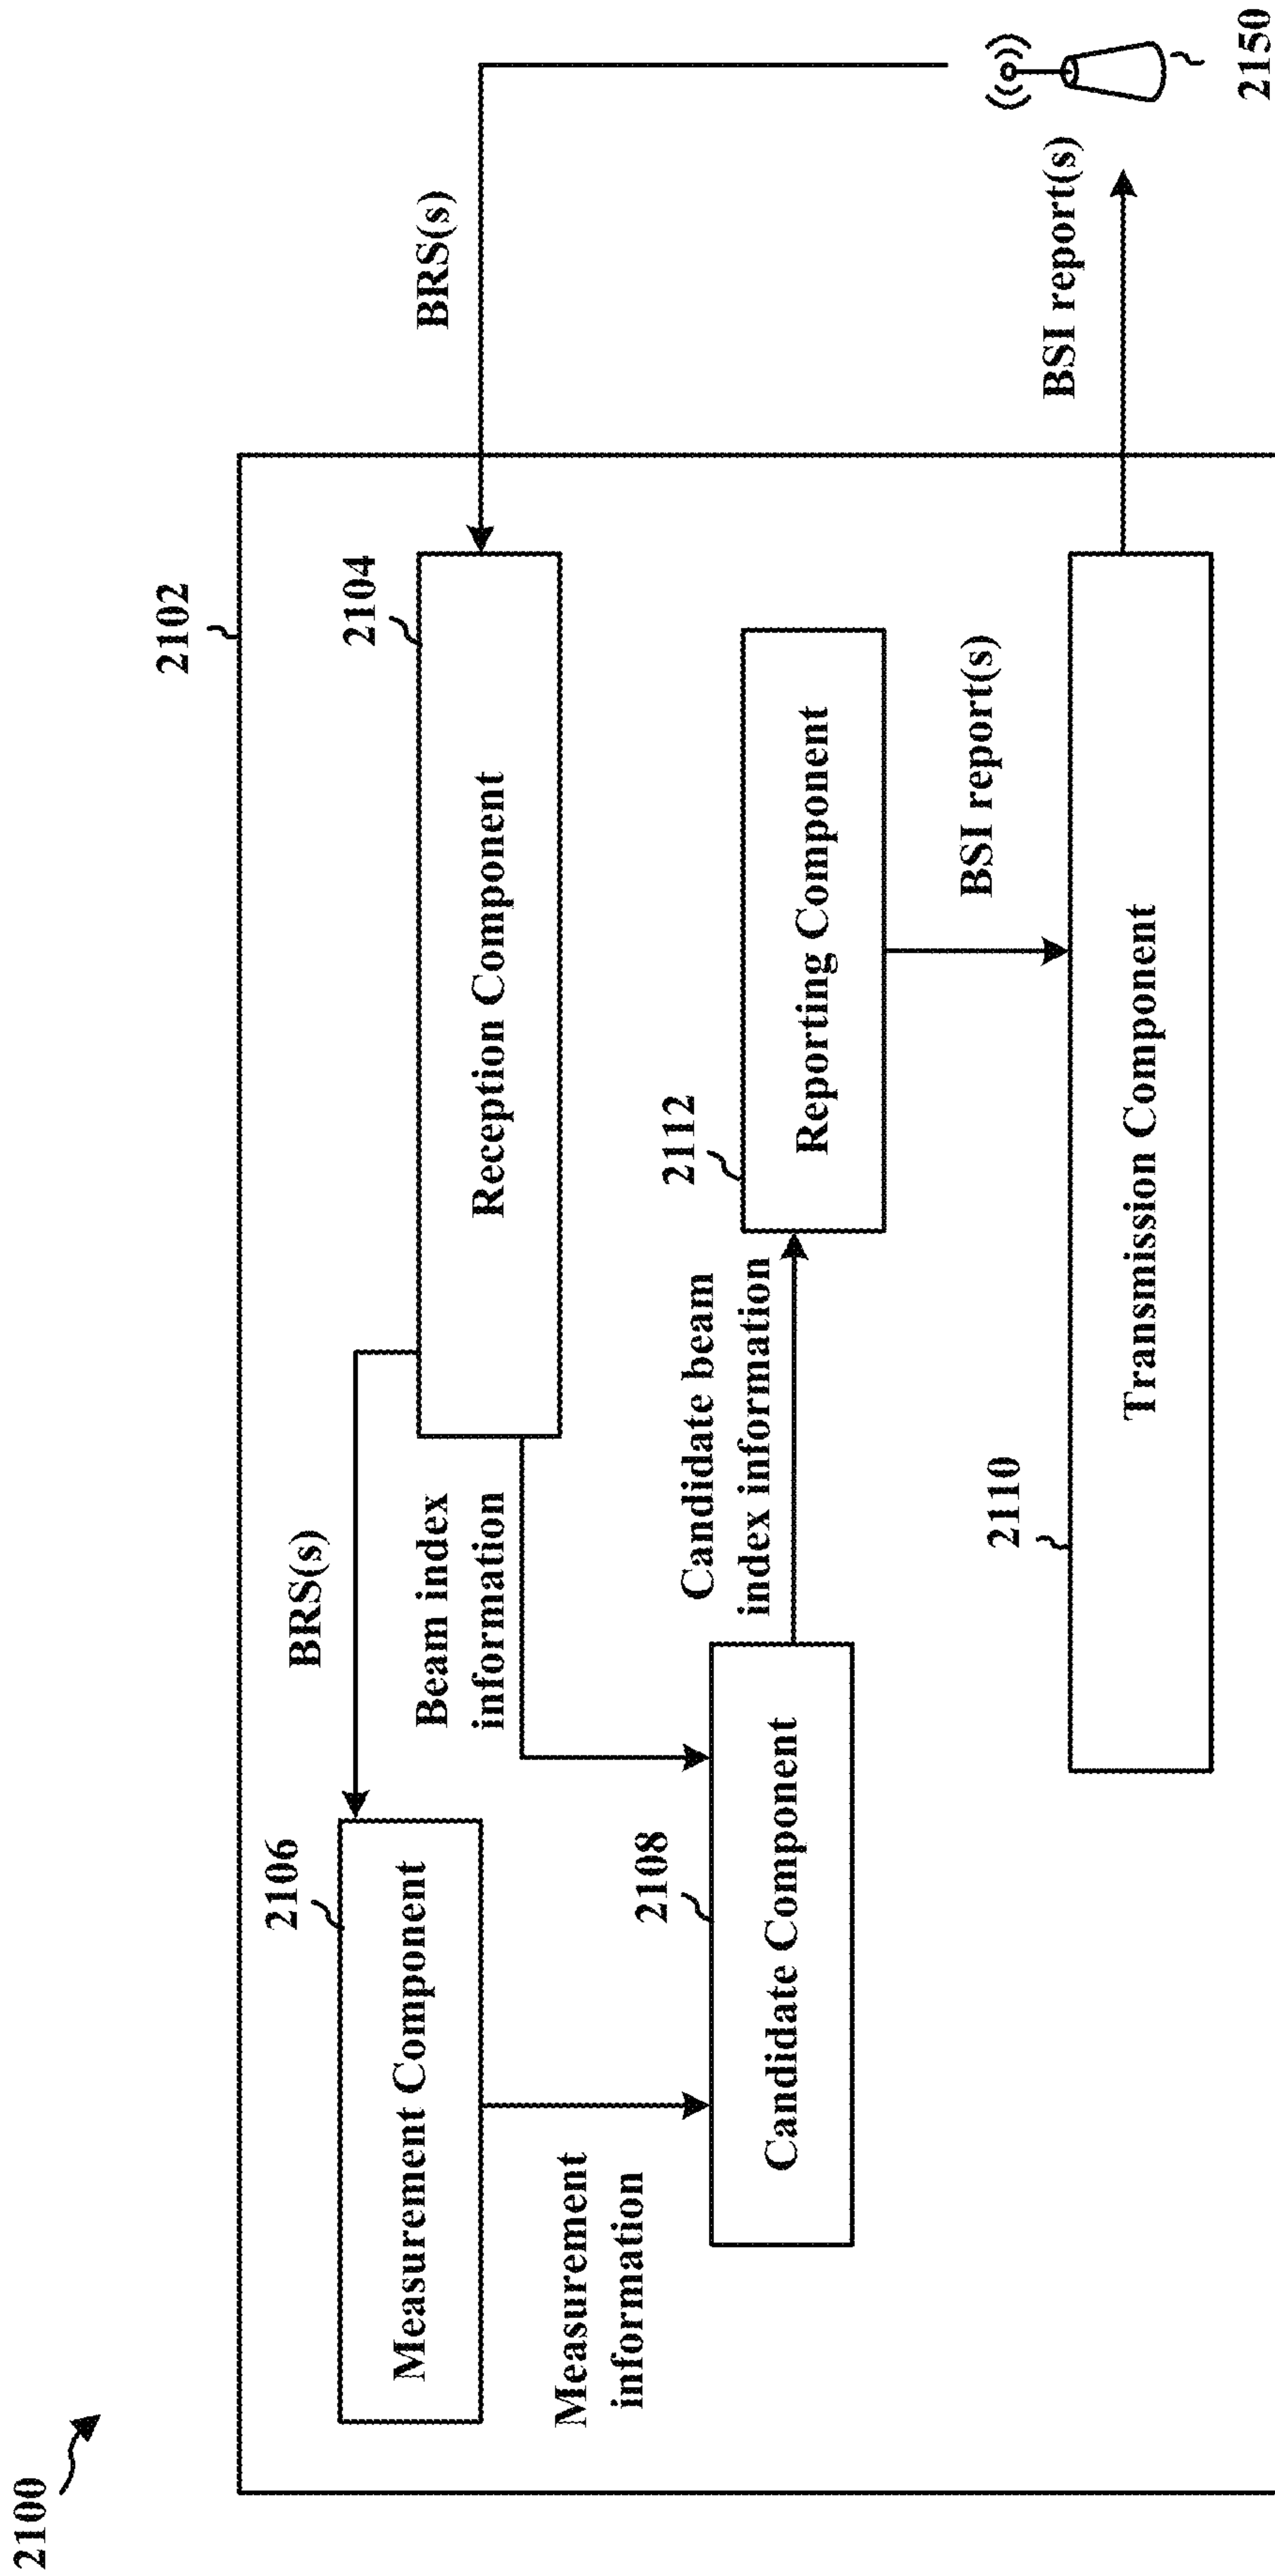 2100
2102
2106
Measurement Component
BRS(s)
2104
Reception Component
BRS(s)
Beam index
information
Measurement
information
2108
Candidate Component
Candidate beam
index information
2112
Reporting Component
BSI report(s)
2110
Transmission Component
BSI report(s)
2150